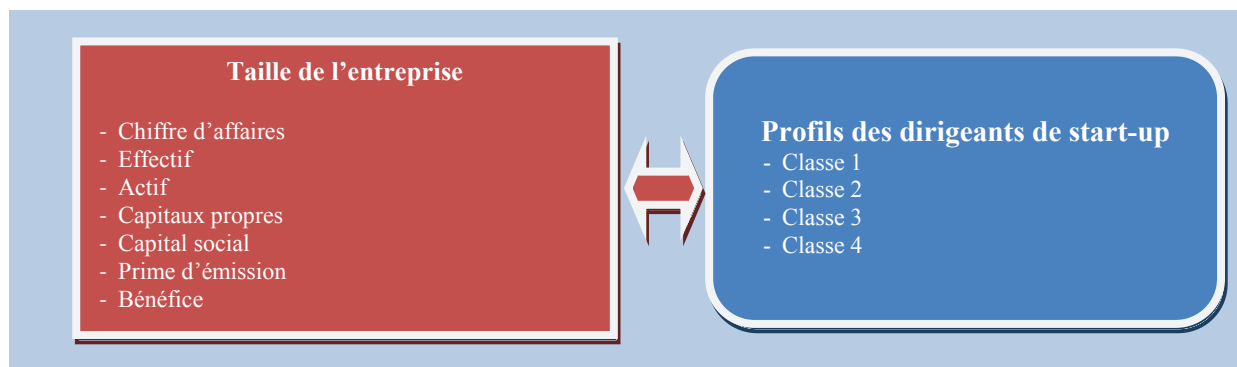 Taille de l’entreprise
- Chiffre d’affaires
- Effectif
- Actif
- Capitaux propres
- Capital social
- Prime d’émission
- Bénéfice
Profils des dirigeants de start-up
- Classe 1
- Classe 2
- Classe 3
- Classe 4